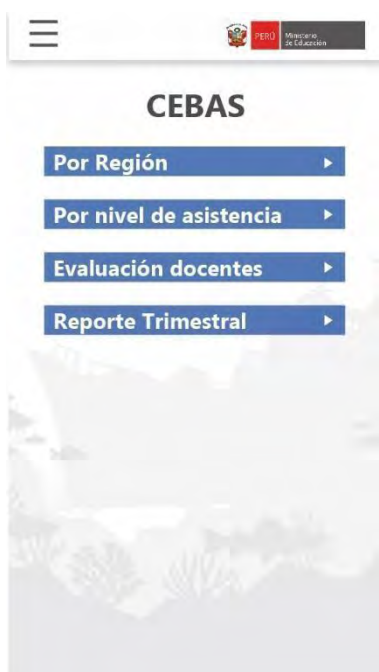 PERÚ
Ministerio
de Educación
CEBAS
Por Región
Por nivel de asistencia
Evaluación docentes
Reporte Trimestral